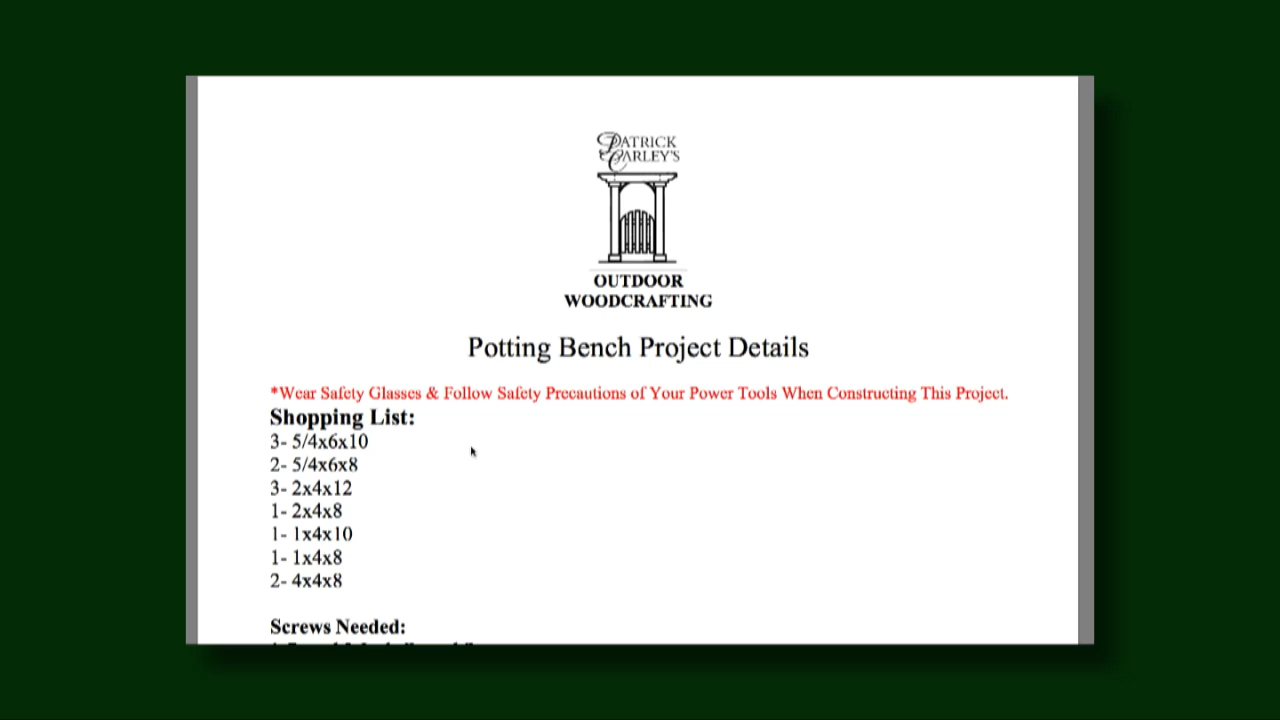 PATRICK
CARLEY'S
OUTDOOR
WOODCRAFTING
Potting Bench Project Details
*Wear Safety Glasses & Follow Safety Precautions of Your Power Tools When Constructing This Project.
Shopping List:
3- 5/4x6x10
2- 5/4x6x8
3- 2x4x12
1- 2x4x8
1- 1x4x10
1- 1x4x8
2- 4x4x8
Screws Needed: